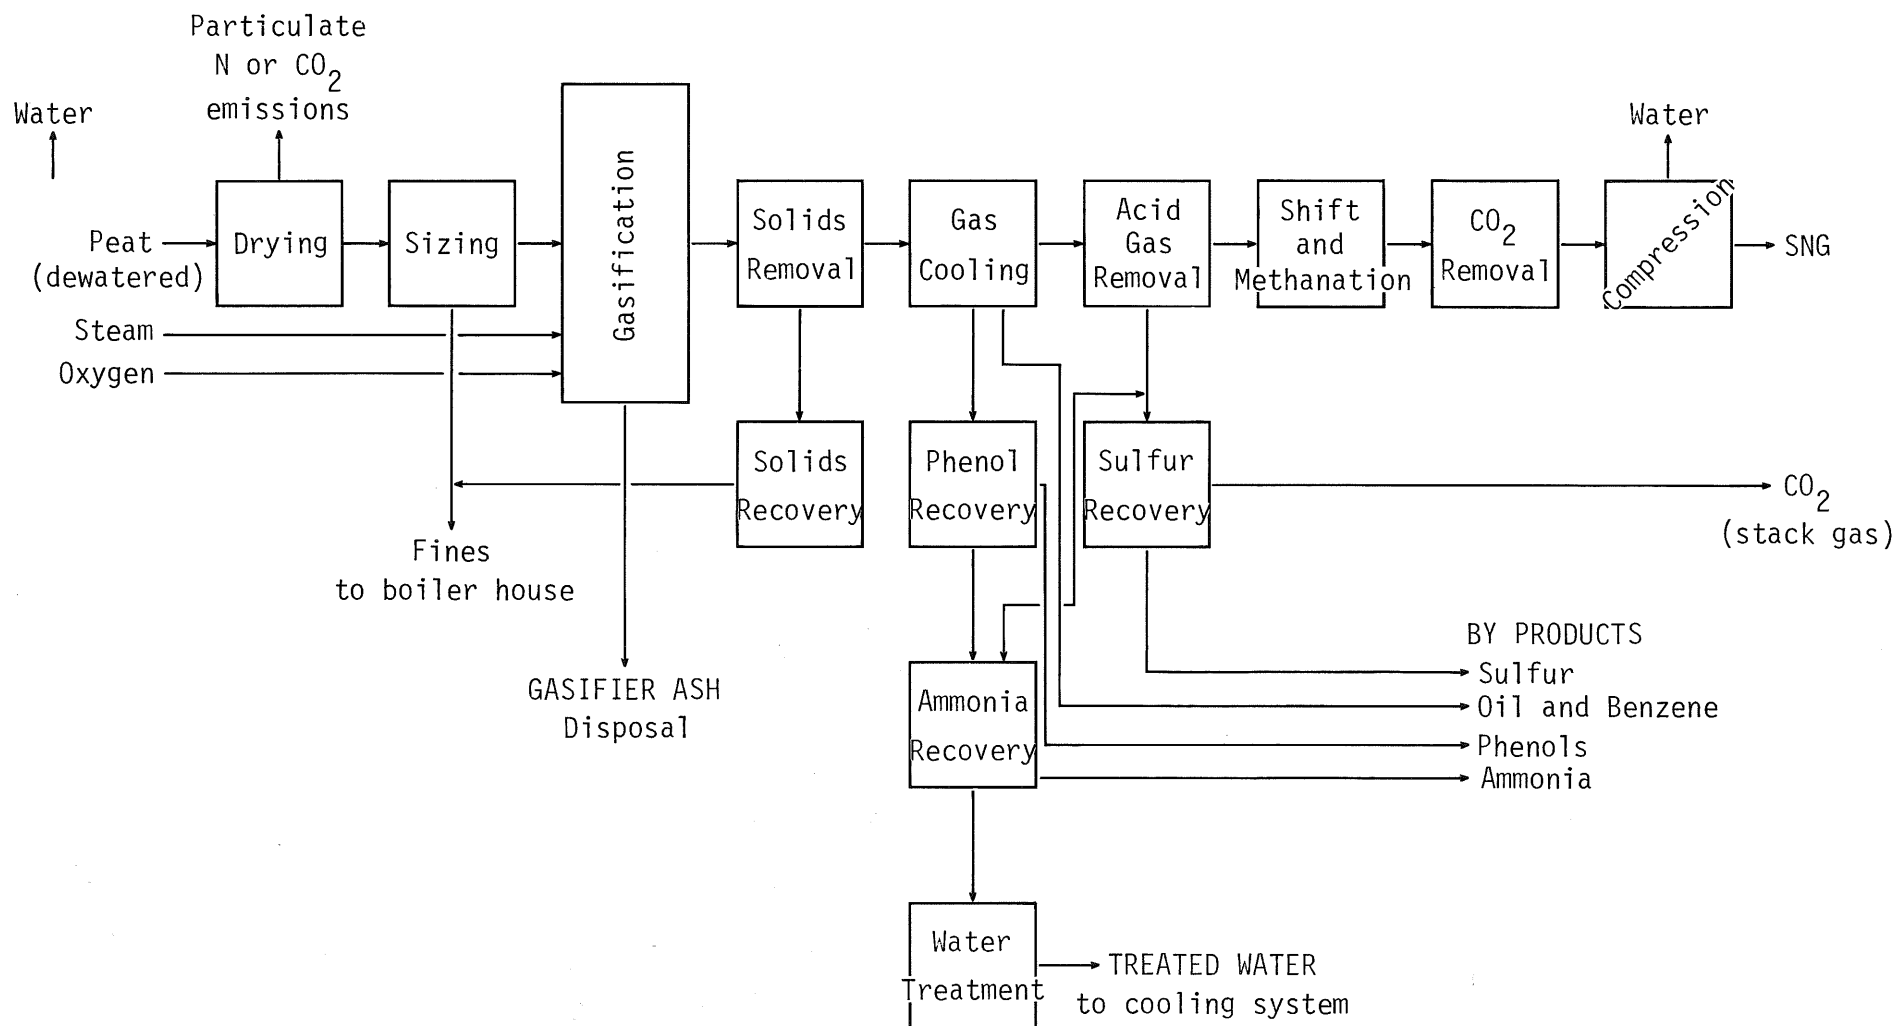 Particulate
N or CO2
emissions
Water
Water
Drying
Sizing
Gasification
Solids
Removal
Gas
Cooling
Acid
Gas
Removal
Shift
and
Methanation
CO2
Removal
Compression
SNG
Peat
(dewatered)
Steam
Oxygen
Solids
Recovery
Phenol
Recovery
Sulfur
Recovery
CO2
(stack gas)
Fines
to boiler house
GASIFIER ASH
Disposal
BY PRODUCTS
Sulfur
Oil and Benzene
Phenols
Ammonia
Ammonia
Recovery
Water
Treatment
TREATED WATER
to cooling system